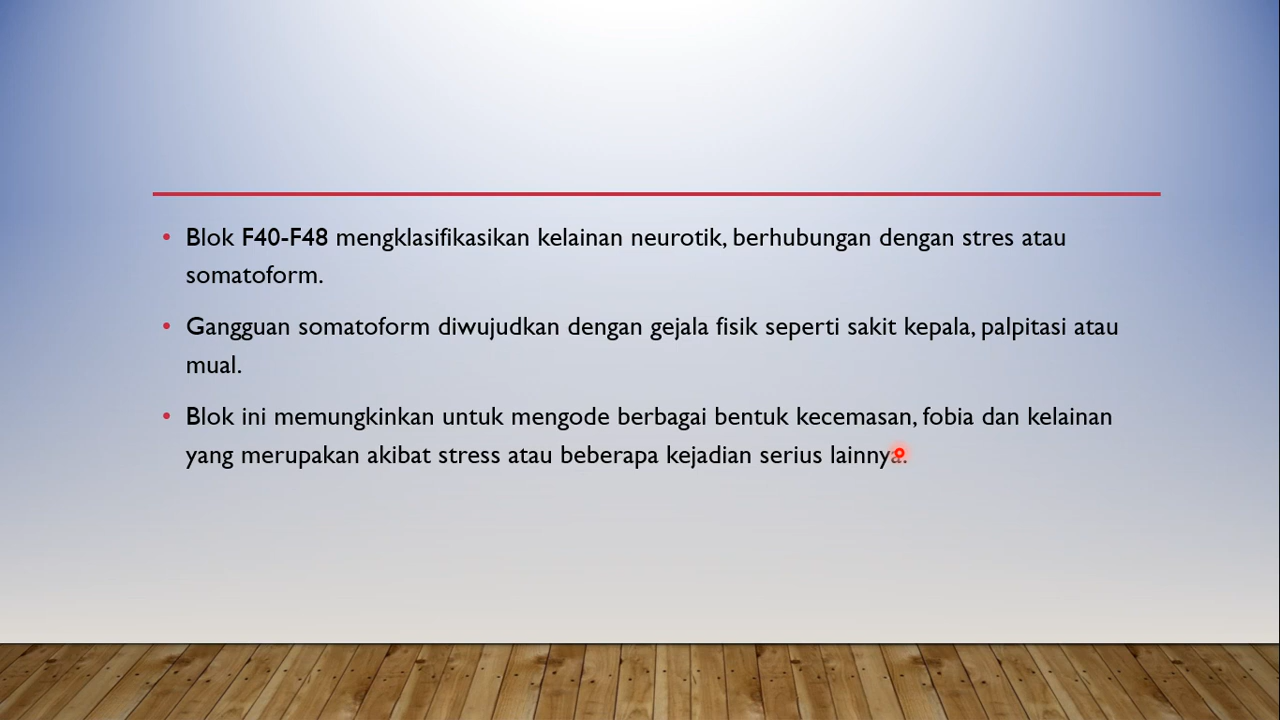 • Blok F40-F48 mengklasifikasikan kelainan neurotik, berhubungan dengan stres atau
somatoform.
• Gangguan somatoform diwujudkan dengan gejala fisik seperti sakit kepala, palpitasi atau
mual.
• Blok ini memungkinkan untuk mengode berbagai bentuk kecemasan, fobia dan kelainan
yang merupakan akibat stress atau beberapa kejadian serius lainnya.